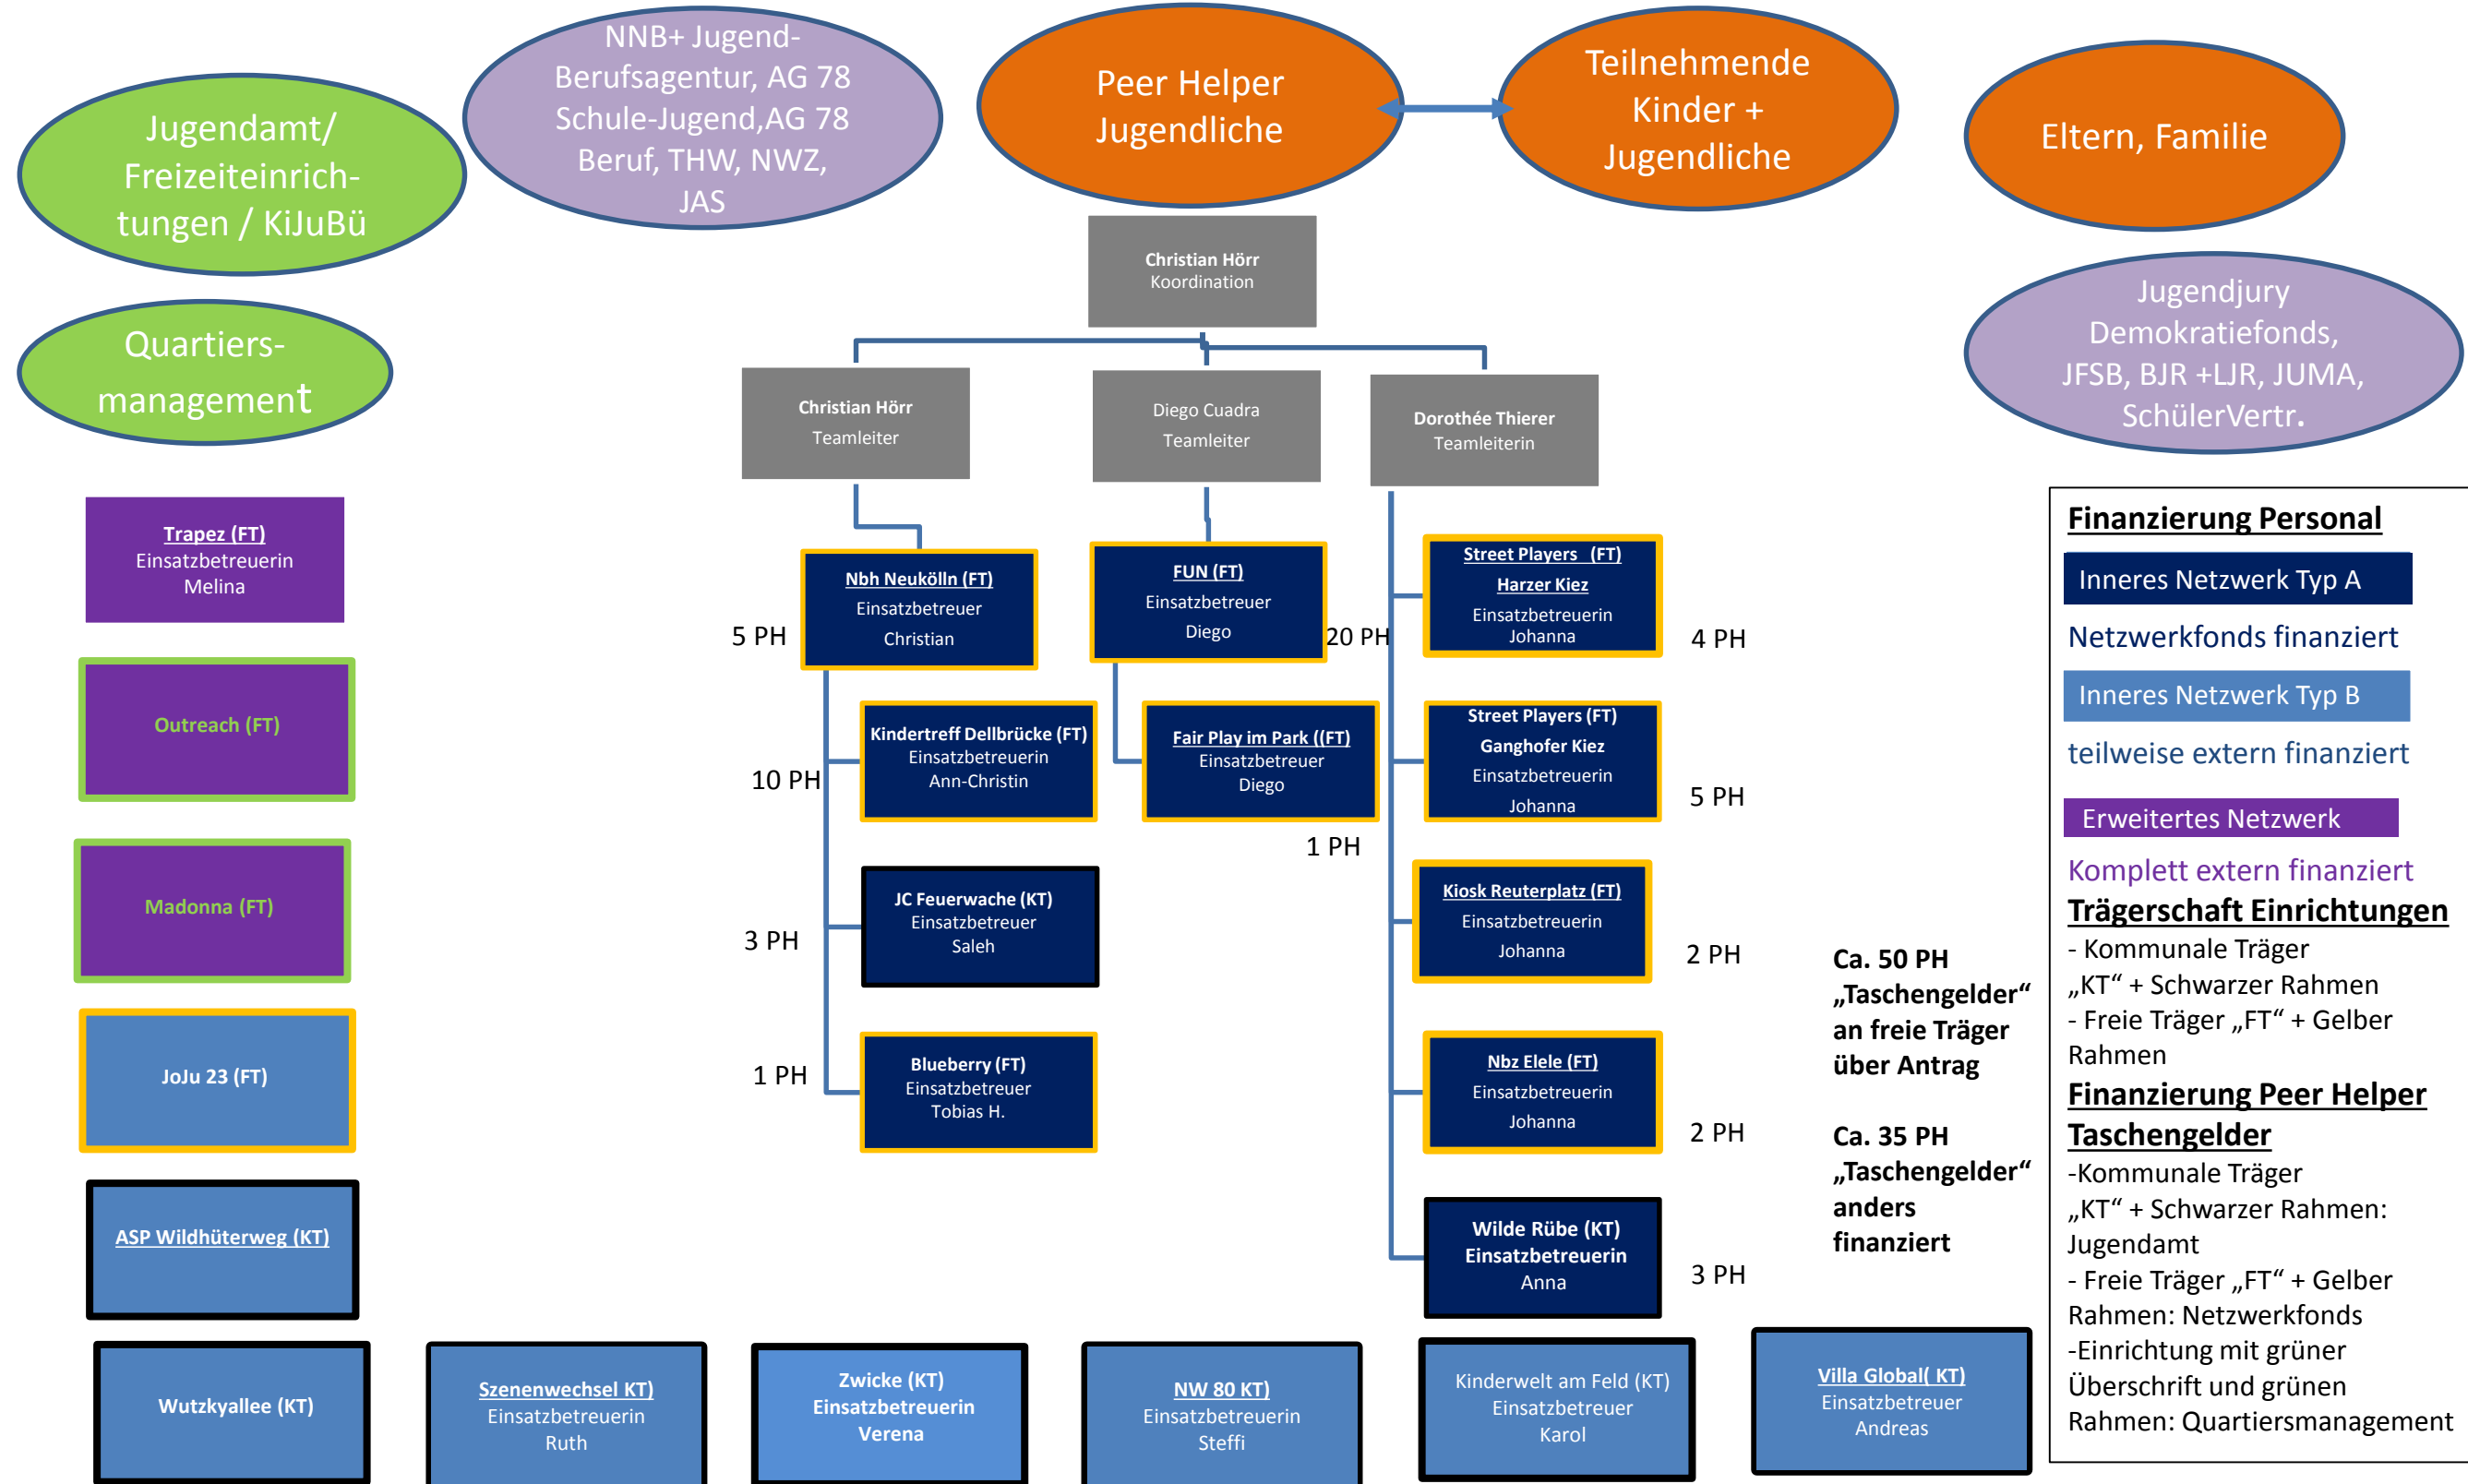 Jugendamt/
Freizeiteinrich-
tungen / KiJuBü
NNB+ Jugend-
Berufsagentur, AG 78
Schule-Jugend,AG 78
Beruf, THW, NWZ,
JAS
Peer Helper
Jugendliche
Teilnehmende
Kinder +
Jugendliche
Eltern, Familie
Quartiers-
management
Christian Hörr
Koordination
Jugendjury
Demokratiefonds,
JFSB, BJR +LJR, JUMA,
SchülerVertr.
Christian Hörr
Teamleiter
Diego Cuadra
Teamleiter
Dorothée Thierer
Teamleiterin
Trapez (FT)
Einsatzbetreuerin
Melina
Outreach (FT)
Madonna (FT)
JoJu 23 (FT)
ASP Wildhüterweg (KT)
Wutzkyallee (KT)
5 PH
Nbh Neukölln (FT)
Einsatzbetreuer
Christian
10 PH
Kindertreff Dellbrücke (FT)
Einsatzbetreuerin
Ann-Christin
3 PH
JC Feuerwache (KT)
Einsatzbetreuer
Saleh
1 PH
Blueberry (FT)
Einsatzbetreuer
Tobias H.
FUN (FT)
Einsatzbetreuer
Diego
20 PH
Fair Play im Park ((FT)
Einsatzbetreuer
Diego
1 PH
Street Players (FT)
Harzer Kiez
Einsatzbetreuerin
Johanna
4 PH
Street Players (FT)
Ganghofer Kiez
Einsatzbetreuerin
Johanna
5 PH
Kiosk Reuterplatz (FT)
Einsatzbetreuerin
Johanna
2 PH
Nbz Elele (FT)
Einsatzbetreuerin
Johanna
2 PH
Wilde Rübe (KT)
Einsatzbetreuerin
Anna
3 PH
Ca. 50 PH
„Taschengelder“
an freie Träger
über Antrag
Ca. 35 PH
„Taschengelder“
anders
finanziert
Szenenwechsel KT)
Einsatzbetreuerin
Ruth
Zwicke (KT)
Einsatzbetreuerin
Verena
NW 80 KT)
Einsatzbetreuerin
Steffi
Kinderwelt am Feld (KT)
Einsatzbetreuer
Karol
Villa Global( KT)
Einsatzbetreuer
Andreas
Finanzierung Personal
Inneres Netzwerk Typ A
Netzwerkfonds finanziert
Inneres Netzwerk Typ B
teilweise extern finanziert
Erweitertes Netzwerk
Komplett extern finanziert
Trägerschaft Einrichtungen
- Kommunale Träger
„KT“ + Schwarzer Rahmen
- Freie Träger „FT“ + Gelber
Rahmen
Finanzierung Peer Helper
Taschengelder
-Kommunale Träger
„KT“ + Schwarzer Rahmen:
Jugendamt
- Freie Träger „FT“ + Gelber
Rahmen: Netzwerkfonds
-Einrichtung mit grüner
Überschrift und grünen
Rahmen: Quartiersmanagement